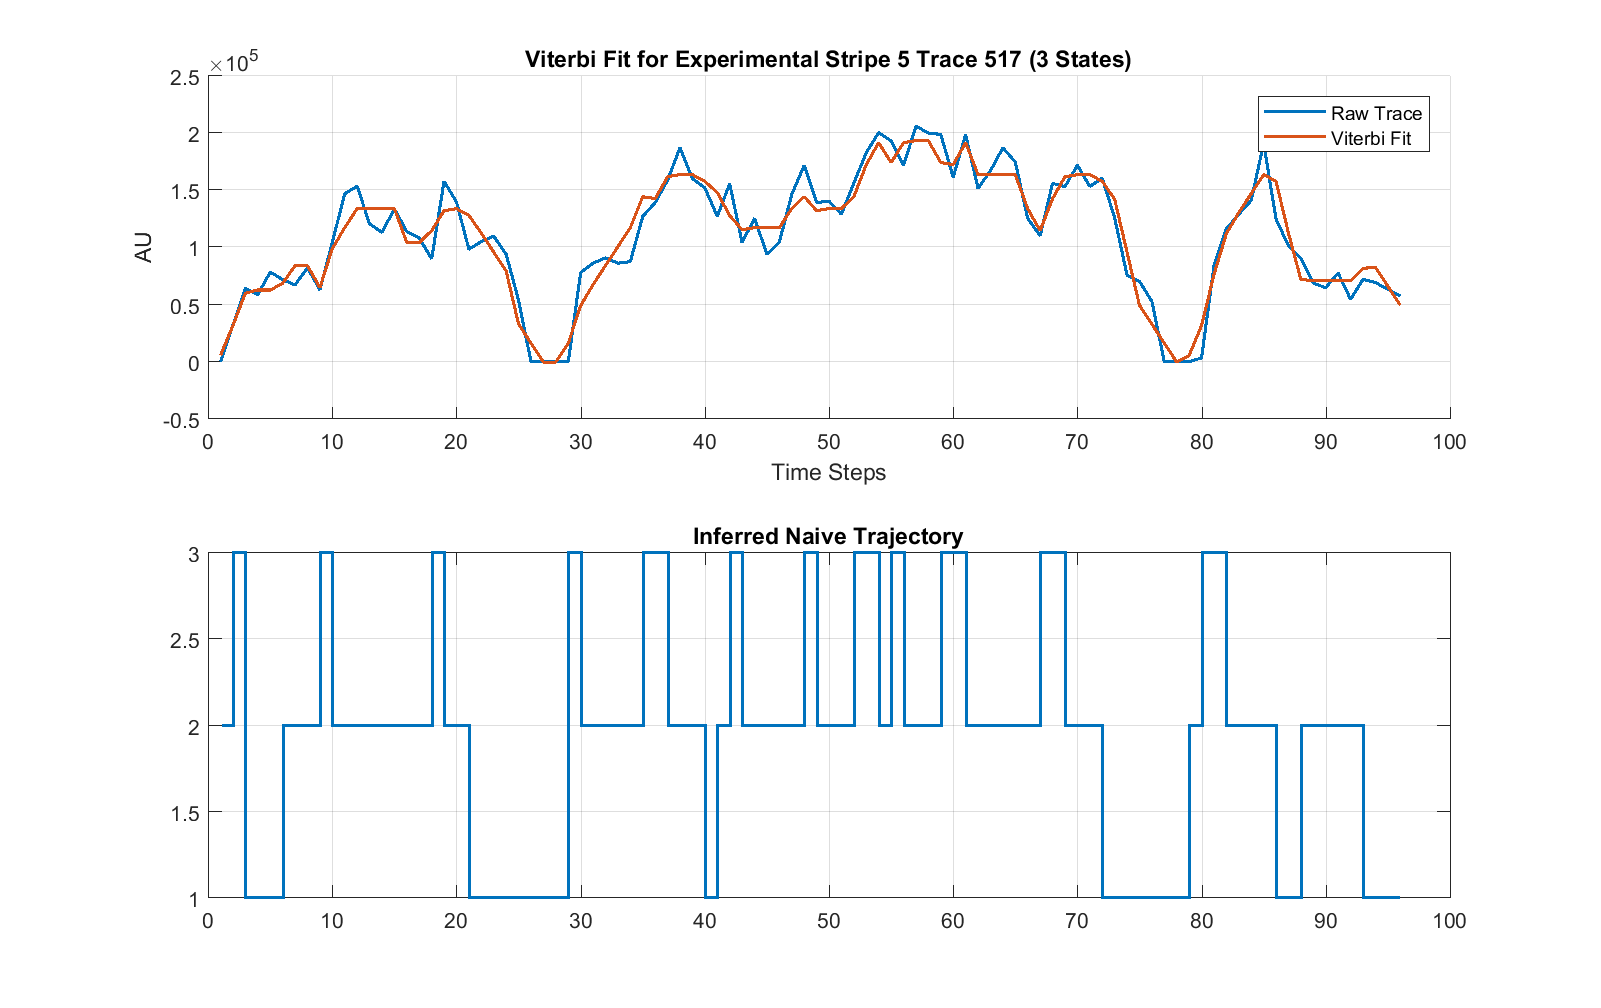 Viterbi Fit for Experimental Stripe 5 Trace 517 (3 States)
×10^5
2.5
2
1.5
1
0.5
0
-0.5
AU
Raw Trace
Viterbi Fit
0 10 20 30 40 50 60 70 80 90 100
Time Steps
Inferred Naive Trajectory
3
2.5
2
1.5
1
0 10 20 30 40 50 60 70 80 90 100